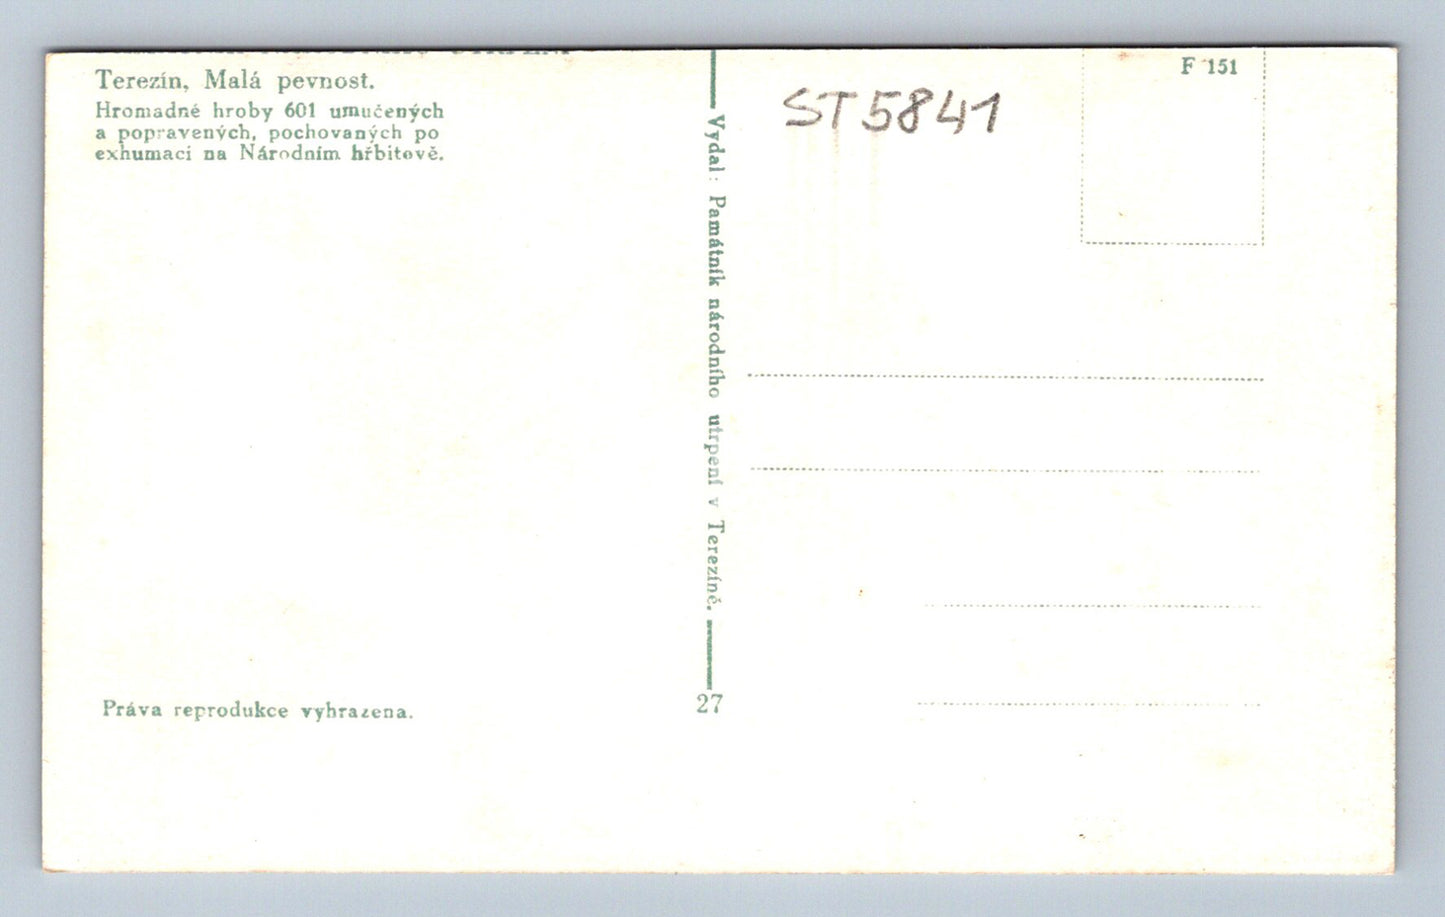 Terezín, Malá pevnost.
Hromadné hroby 601 umučených
a popravených, pochovaných po
exhumaci na Národním hřbitově.
Práva reprodukce vyhrazena.
Vydal: Památník národního utrpení v Terezíně.
27
ST5841
F 151